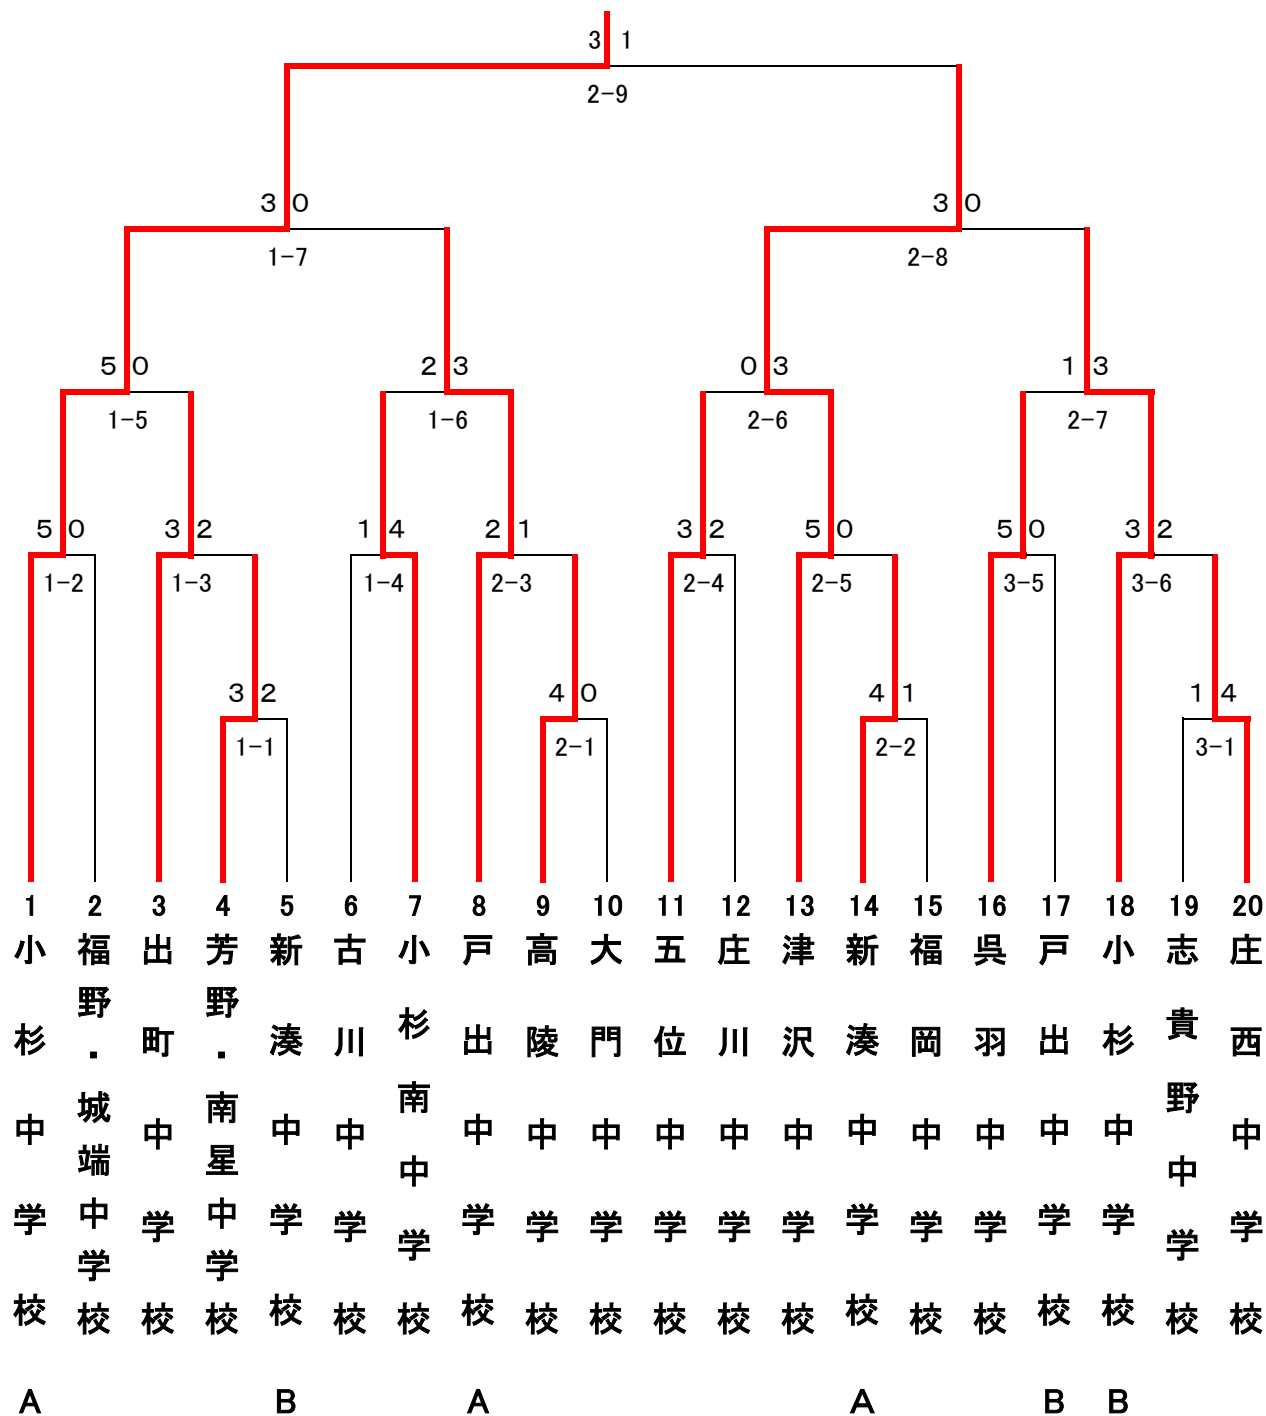 3 1
2-9
3 0 3 0
1-7 2-8
5 0 2 3 0 3 1 3
1-5 1-6 2-6 2-7
5 0 3 2 1 4 2 1 3 2 5 0 5 0 3 2
1-2 1-3 1-4 2-3 2-4 2-5 3-5 3-6
3 2 4 0 4 1 1 4
1-1 2-1 2-2 3-1
1 2 3 4 5 6 7 8 9 10 11 12 13 14 15 16 17 18 19 20
小杉中学校 A
福野・城端中学校
出町中学校
芳野・南星中学校
新湊中学校 B
古川中学校
小杉南中学校
戸出中学校 A
高陵中学校
大門中学校
五位中学校
庄川中学校
津沢中学校
新湊中学校 A
福岡中学校
呉羽中学校
戸出中学校 B
小杉中学校 B
志貴野中学校
庄西中学校